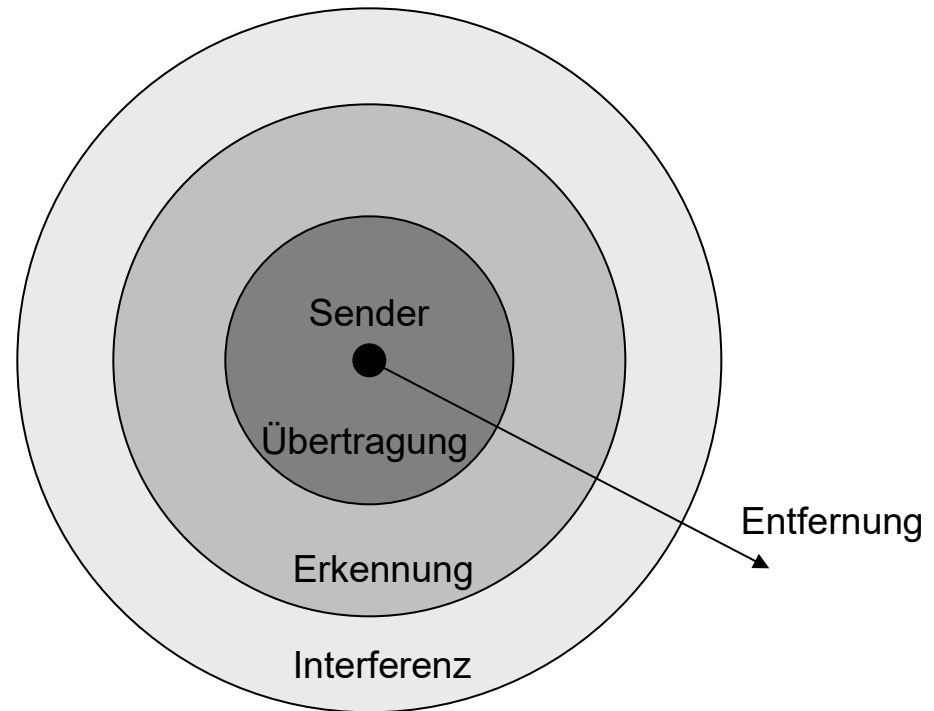 Sender
Übertragung
Entfernung
Erkennung
Interferenz